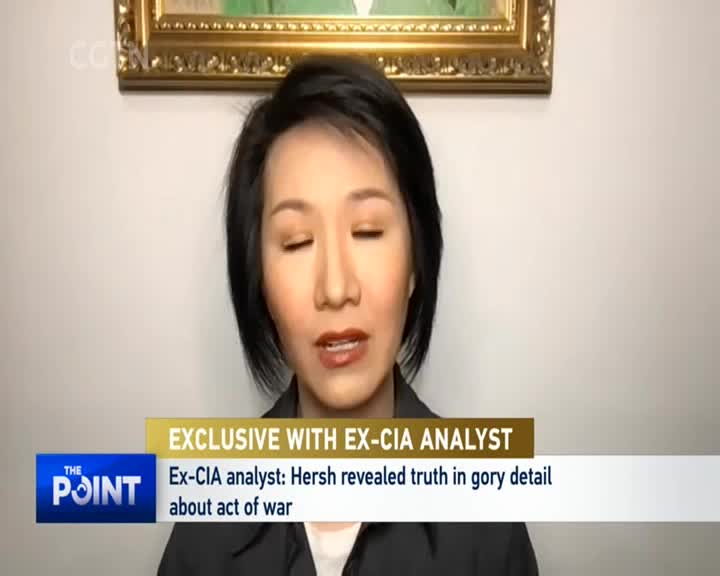 CGTN
EXCLUSIVE WITH EX-CIA ANALYST
THE
POINT
Ex-CIA analyst: Hersh revealed truth in gory detail
about act of war